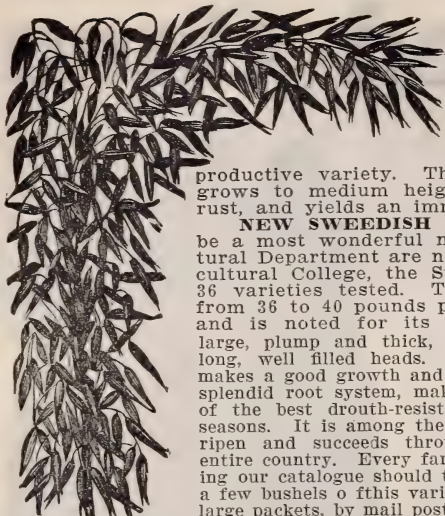 productive variety. Th
grows to medium heig
rust, and yields an imm
NEW SWEEDISH
be a most wonderful n
tural Department are n
cultural College, the S
36 varieties tested. T
from 36 to 40 pounds p
and is noted for its
large, plump and thick,
long, well filled heads.
makes a good growth and
splendid root system, mak
of the best drouth-resist
seasons. It is among the
ripen and succeeds thro
entire country. Every far
ing our catalogue should t
a few bushels o fthis vari
large packets, by mail post